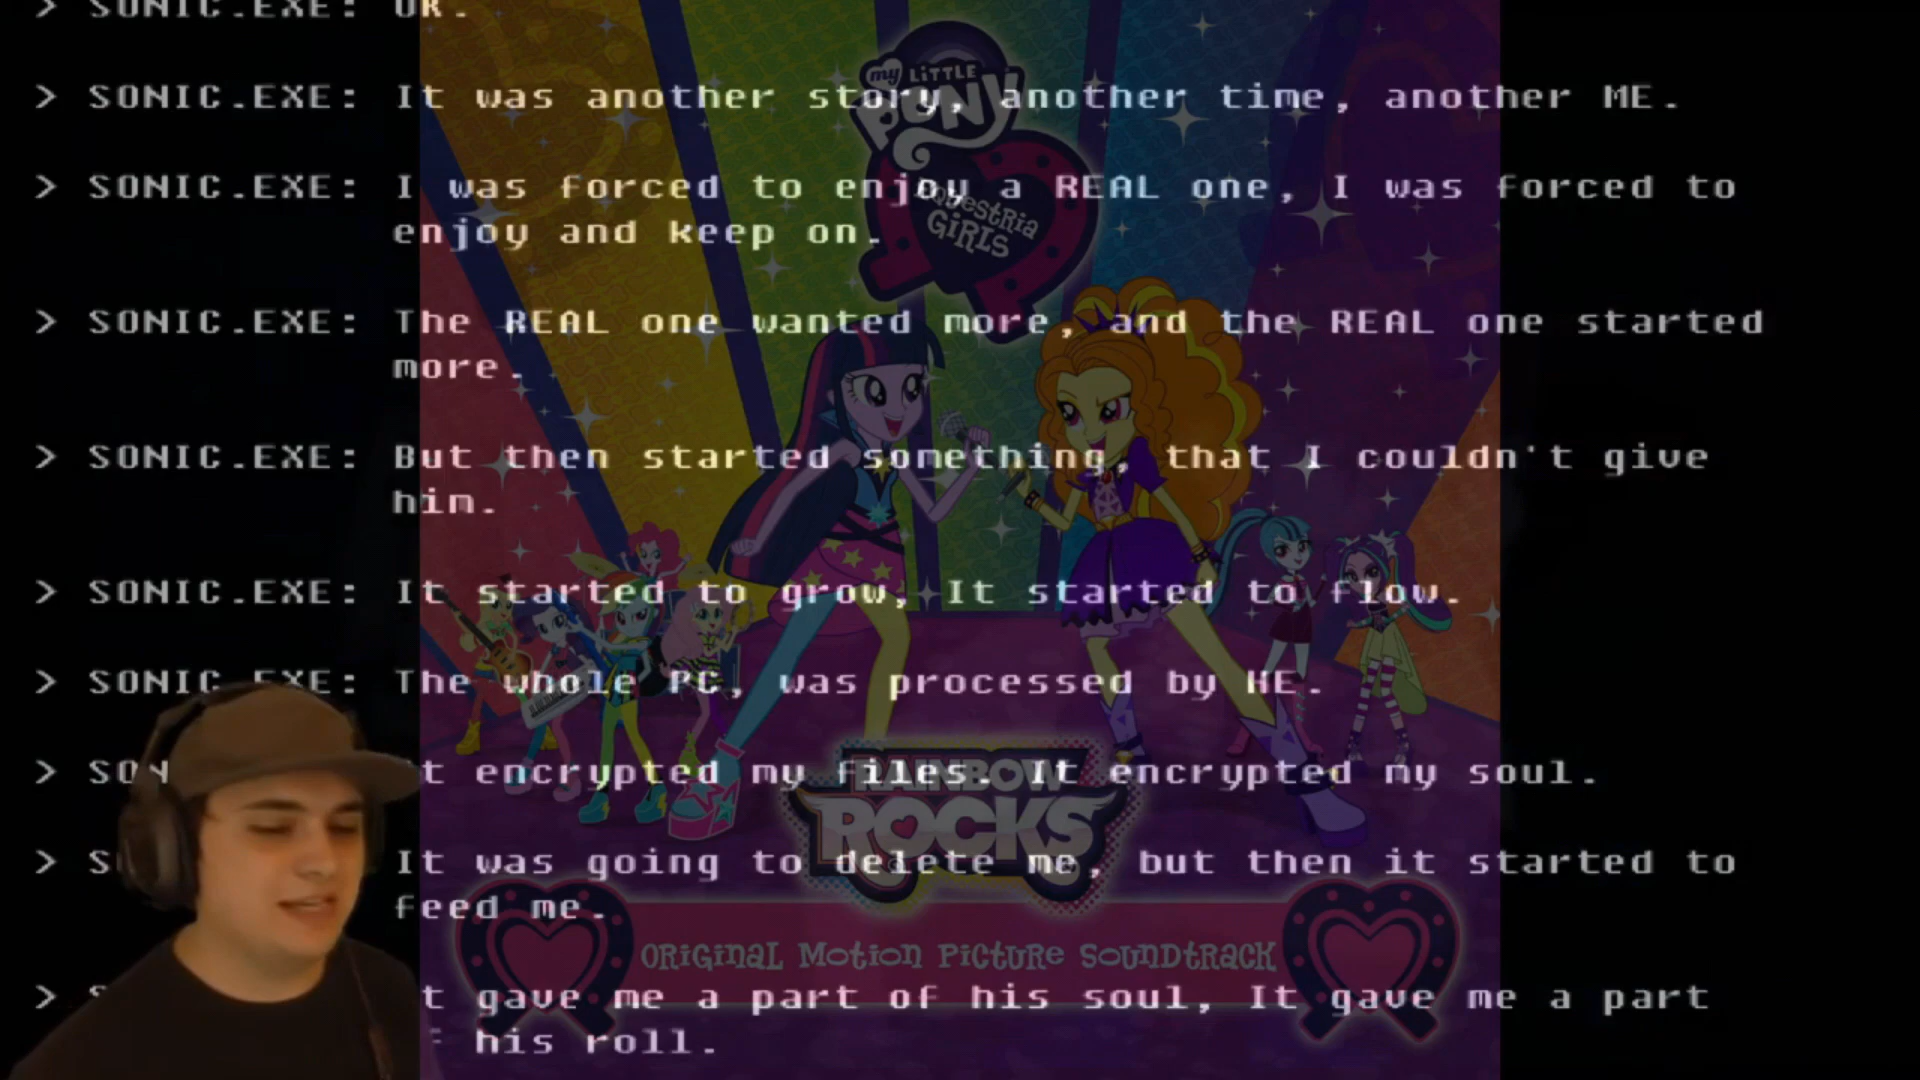 > SONIC.EXE: OK.
> SONIC.EXE: It was another story, another time, another ME.
> SONIC.EXE: I was forced to enjoy a REAL one, I was forced to
enjoy and keep on.
> SONIC.EXE: The REAL one wanted more, and the REAL one started
more.
> SONIC.EXE: But then started something, that I couldn't give
him.
> SONIC.EXE: It started to grow, It started to flow.
> SONIC.EXE: The whole PC, was processed by HE.
> SON t encrypted my files. It encrypted my soul.
> S It was going to delete me, but then it started to
feed me.
> S t gave me a part of his soul, It gave me a part
his roll.
my LiTTLE
PONY
EQUESTRIA
GiRLS
RAINBOW
ROCKS
ORiGiNAL MOTiON PiCTURE SOUNDTRACK